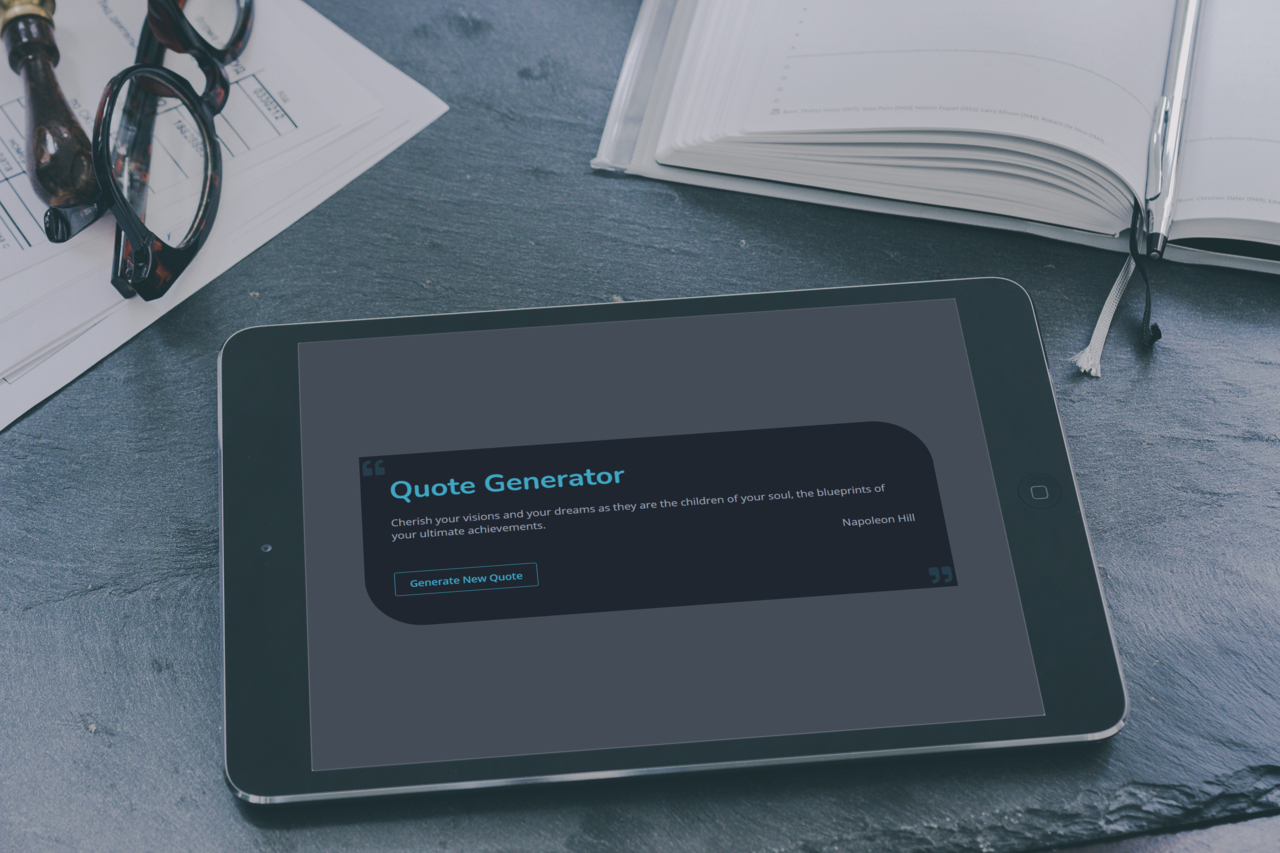 “
Quote Generator
Cherish your visions and your dreams as they are the children of your soul, the blueprints of
your ultimate achievements.
Napoleon Hill
Generate New Quote
”